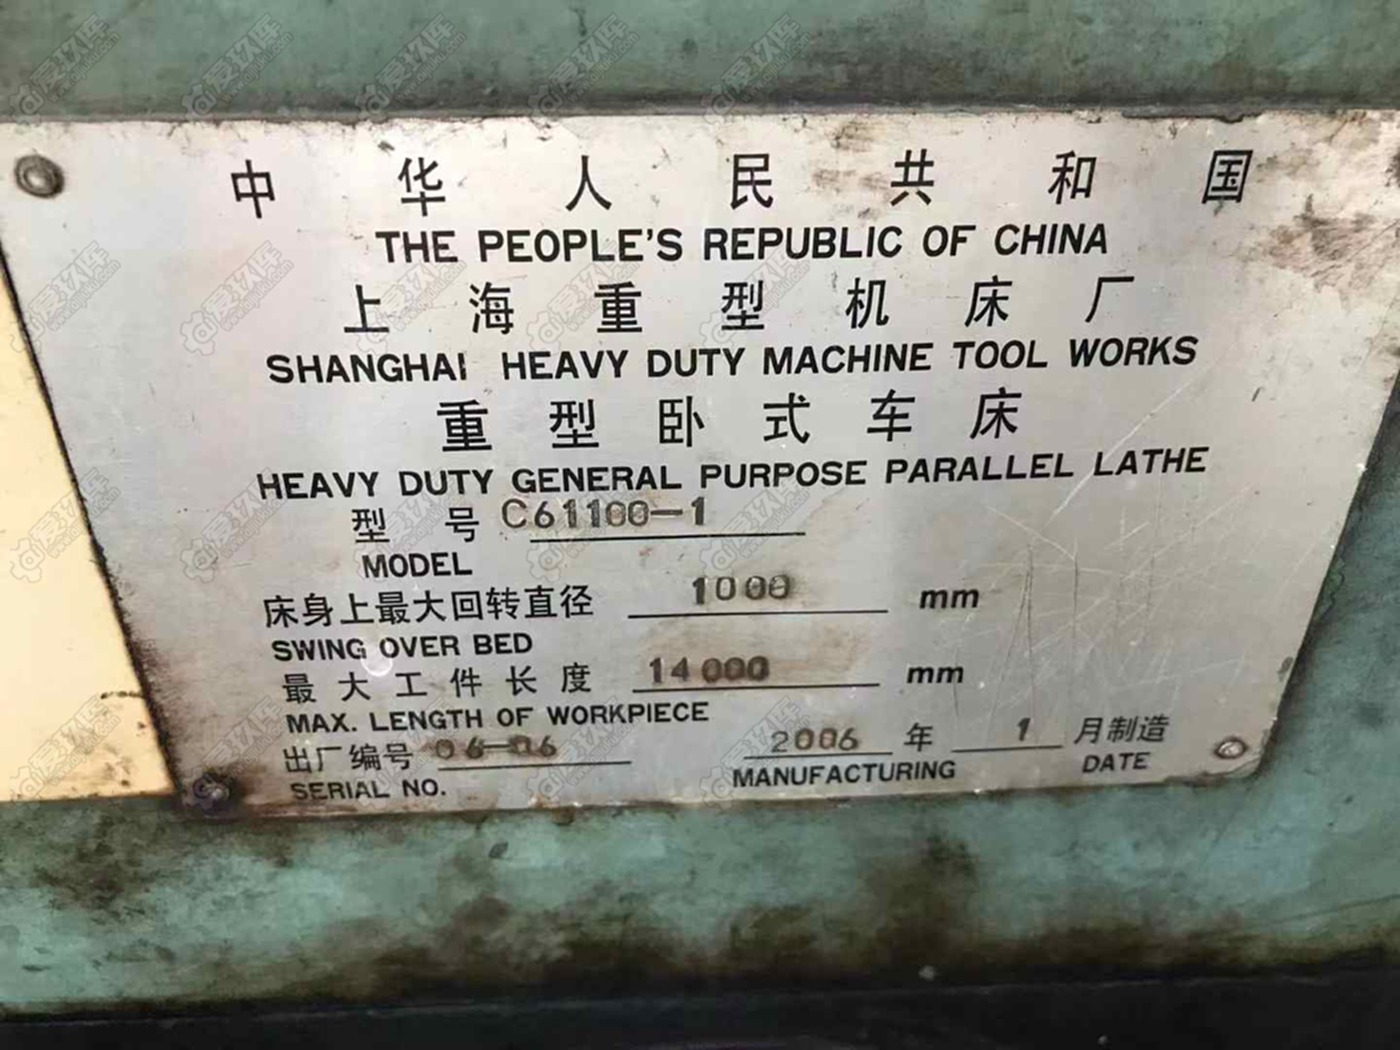 中华人民共和国
THE PEOPLE'S REPUBLIC OF CHINA
上海重型机床厂
SHANGHAI HEAVY DUTY MACHINE TOOL WORKS
重型卧式车床
HEAVY DUTY GENERAL PURPOSE PARALLEL LATHE
型号 C61100-1
MODEL
床身上最大回转直径 1000 mm
SWING OVER BED
最大工件长度 14000 mm
MAX. LENGTH OF WORKPIECE
出厂编号 06-06 2006 年 1 月制造
SERIAL NO. MANUFACTURING DATE